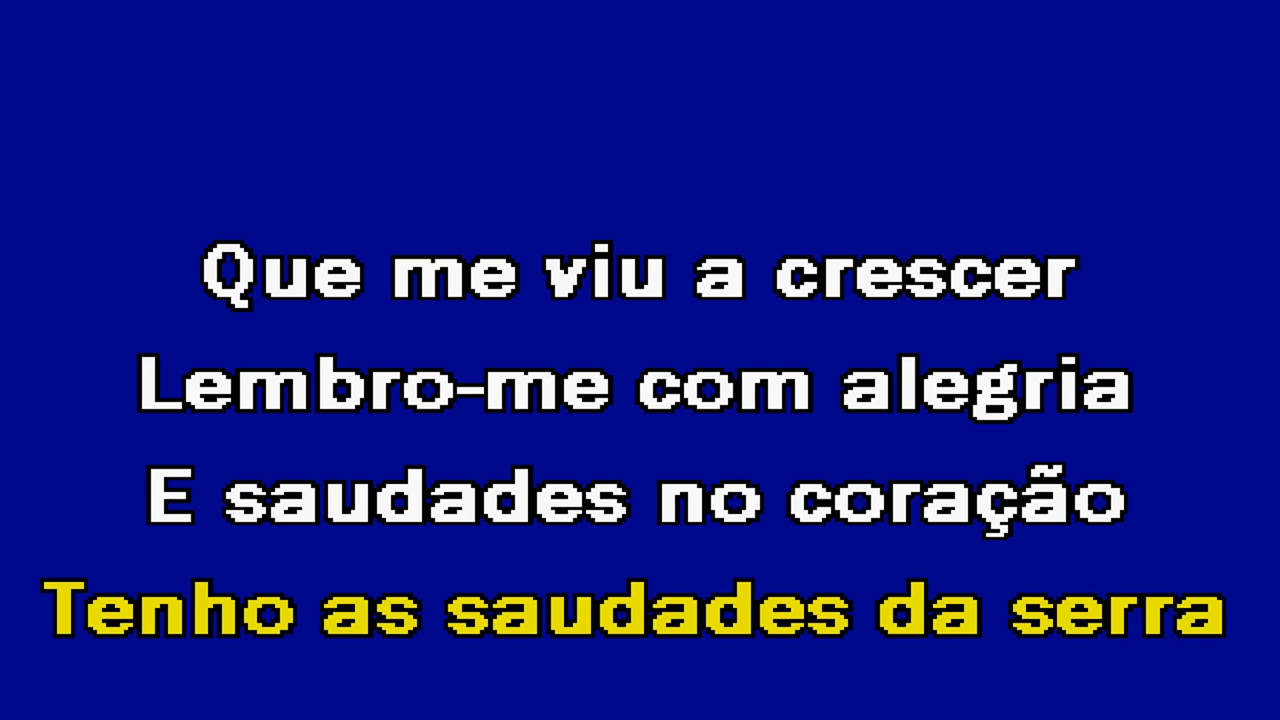 Que me viu a crescer
Lembro-me com alegria
E saudades no coração
Tenho as saudades da serra